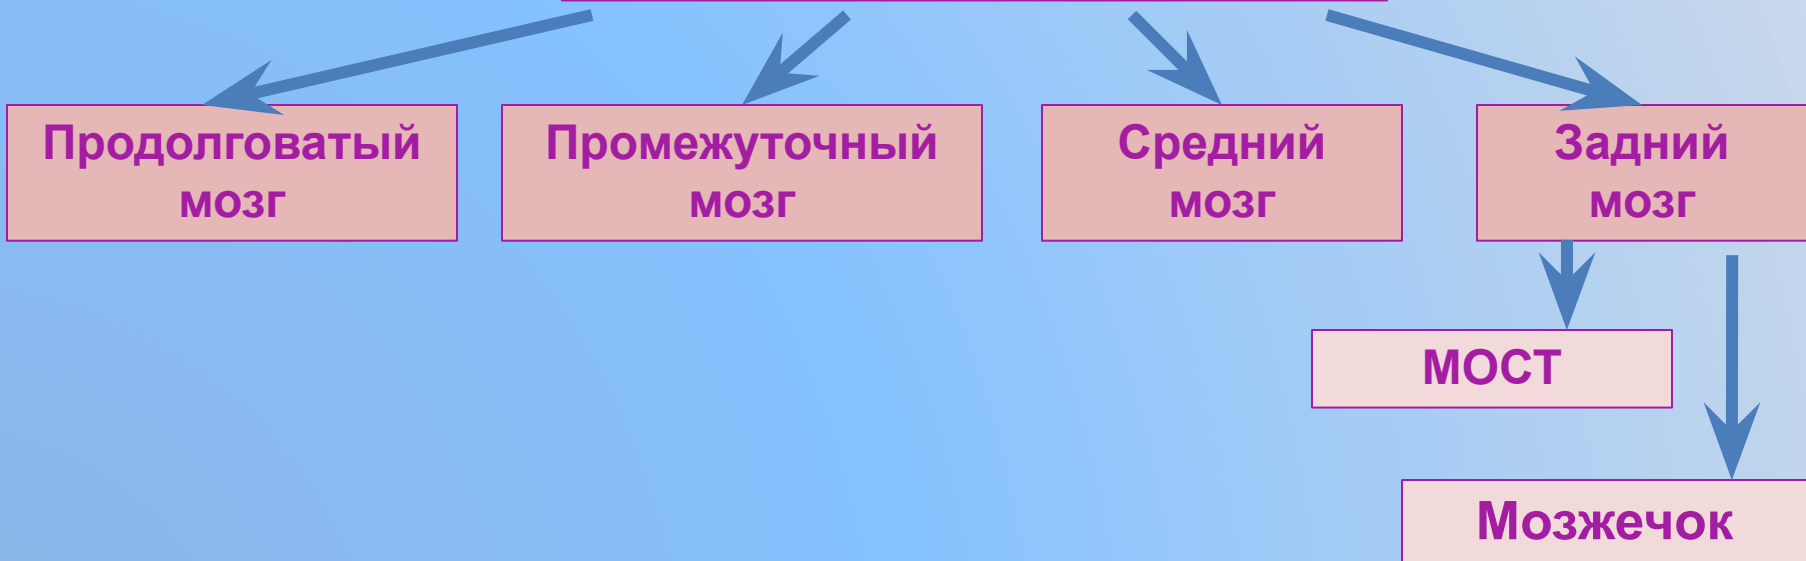 Продолговатый
мозг
Промежуточный
мозг
Средний
мозг
Задний
мозг
МОСТ
Мозжечок